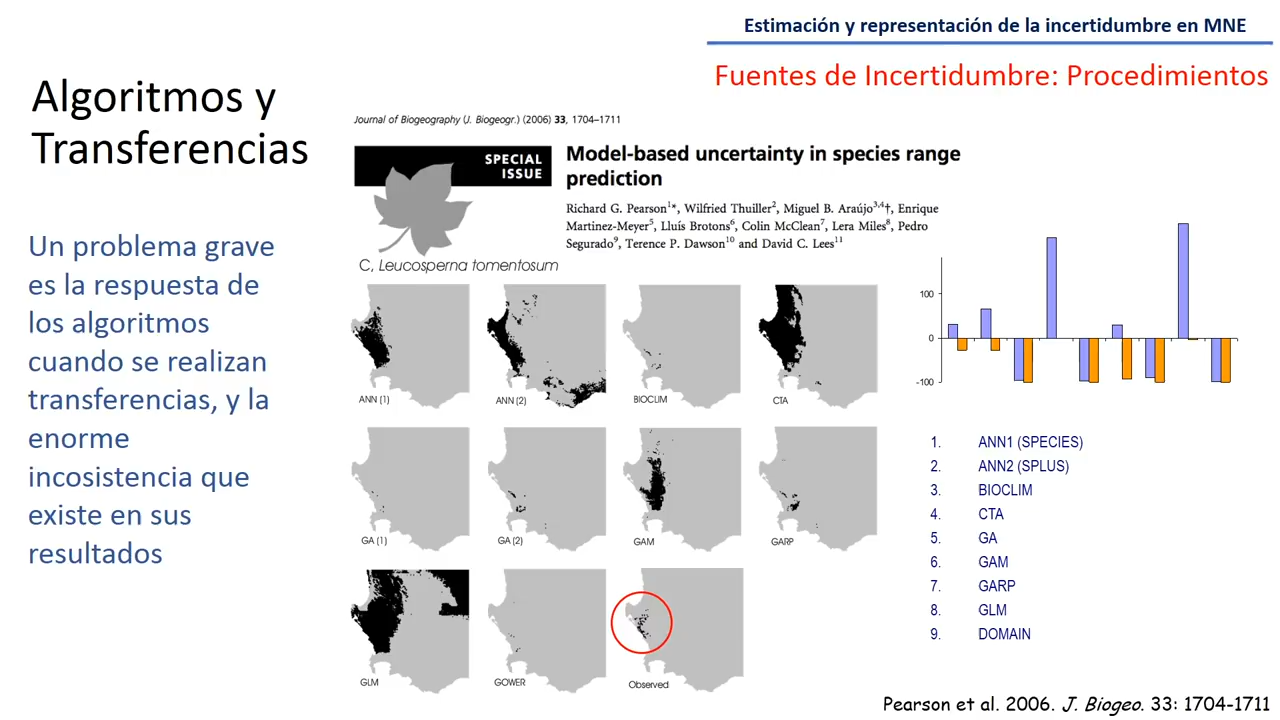 Estimación y representación de la incertidumbre en MNE
Fuentes de Incertidumbre: Procedimientos
Algoritmos y
Transferencias
Un problema grave
es la respuesta de
los algoritmos
cuando se realizan
transferencias, y la
enorme
incosistencia que
existe en sus
resultados
Journal of Biogeography (J. Biogeogr.) (2006) 33, 1704–1711
SPECIAL
ISSUE
Model-based uncertainty in species range
prediction
Richard G. Pearson1*, Wilfried Thuiller2, Miguel B. Araújo3,4†, Enrique
Martinez-Meyer5, Lluís Brotons6, Colin McClean7, Lera Miles8, Pedro
Segurado9, Terence P. Dawson10 and David C. Lees11
C, Leucosperna tomentosum
ANN (1)
ANN (2)
BIOCLIM
CTA
GA (1)
GA (2)
GAM
GARP
GLM
GOWER
Observed
100
0
-100
1. ANN1 (SPECIES)
2. ANN2 (SPLUS)
3. BIOCLIM
4. CTA
5. GA
6. GAM
7. GARP
8. GLM
9. DOMAIN
Pearson et al. 2006. J. Biogeo. 33: 1704-1711